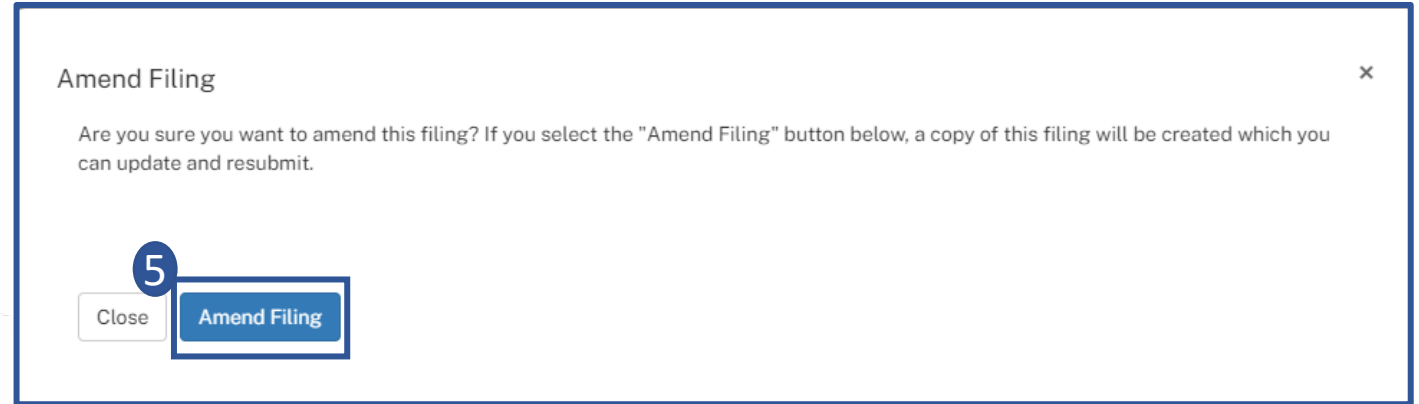 Amend Filing
×
Are you sure you want to amend this filing? If you select the "Amend Filing" button below, a copy of this filing will be created which you
can update and resubmit.
5
Close
Amend Filing